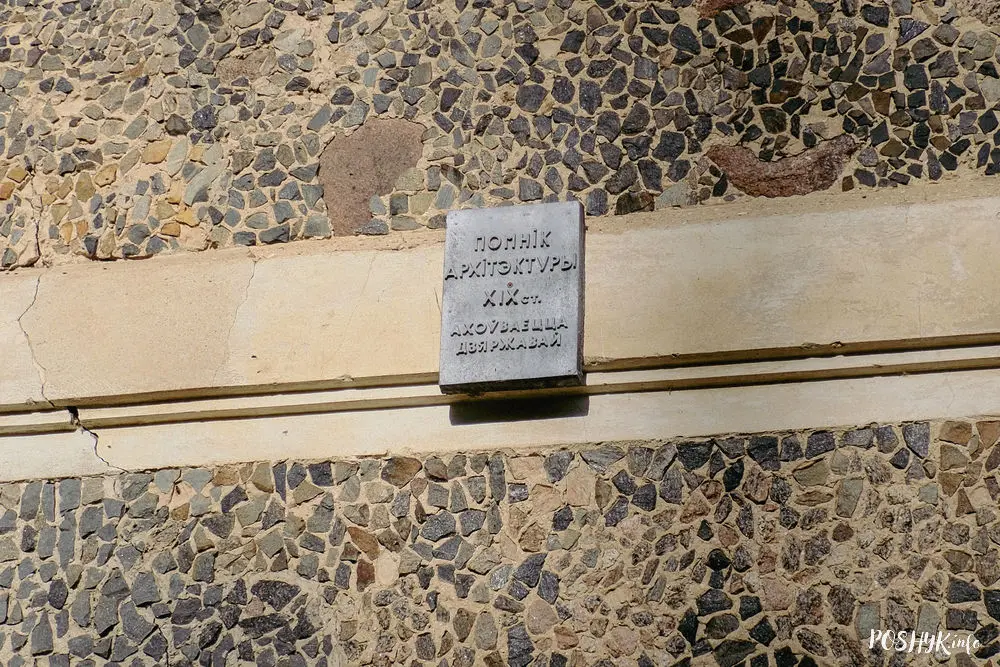 ПОМНІК
АРХІТЭКТУРЫ
XIX ст.
АХОЎВАЕЦЦА
ДЗЯРЖАВАЙ
POSHYK.info